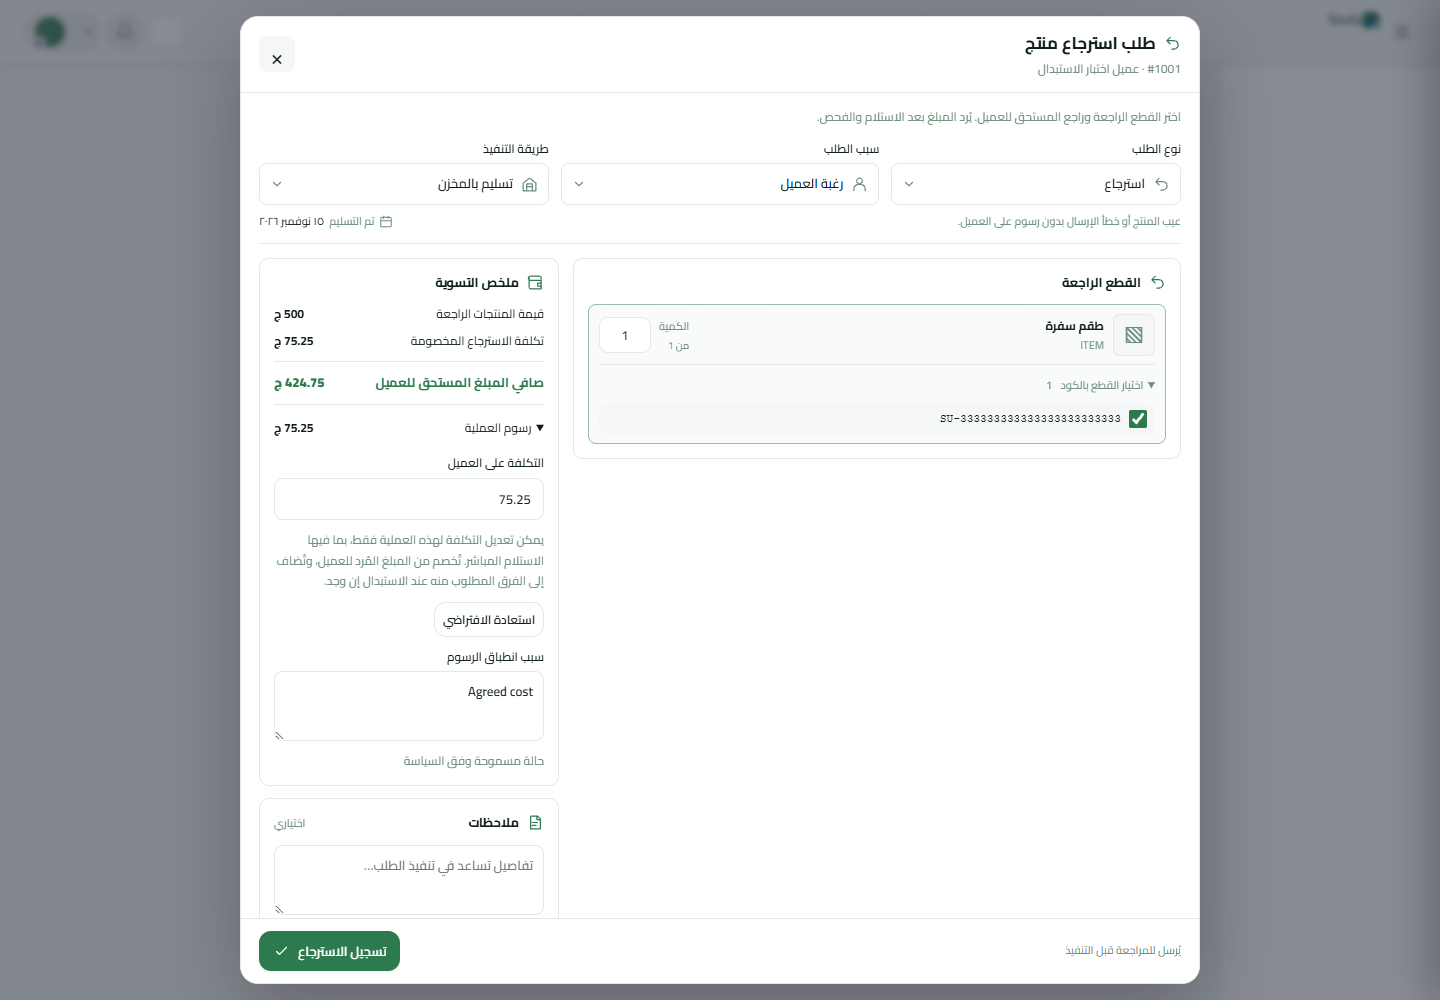 طلب استرجاع منتج
#1001 · عميل اختبار الاستبدال
اختر القطع الراجعة وراجع المستحق للعميل. يُرد المبلغ بعد الاستلام والفحص.
نوع الطلب
استرجاع
سبب الطلب
رغبة العميل
طريقة التنفيذ
تسليم بالمخزن
عيب المنتج أو خطأ الإرسال بدون رسوم على العميل.
تم التسليم ١٥ نوفمبر ٢٠٢٦
القطع الراجعة
طقم سفرة
ITEM
الكمية
من 1
1
اختيار القطع بالكود 1
SU-333333333333333333333333
ملخص التسوية
قيمة المنتجات الراجعة 500 ج
تكلفة الاسترجاع المخصومة 75.25 ج
صافي المبلغ المستحق للعميل 424.75 ج
رسوم العملية 75.25 ج
التكلفة على العميل
75.25
يمكن تعديل التكلفة لهذه العملية فقط، بما فيها
الاستلام المباشر. تُخصم من المبلغ المُرد للعميل، وتُضاف
إلى الفرق المطلوب منه عند الاستبدال إن وجد.
استعادة الافتراضي
سبب انطباق الرسوم
Agreed cost
حالة مسموحة وفق السياسة
ملاحظات اختياري
تفاصيل تساعد في تنفيذ الطلب...
يُرسل للمراجعة قبل التنفيذ
تسجيل الاسترجاع